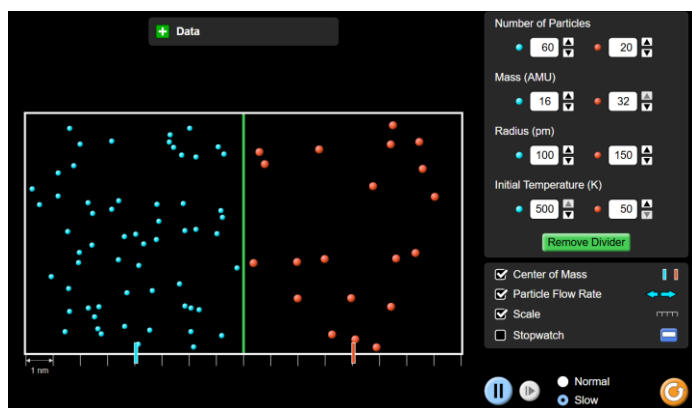 Data
Number of Particles
60 20
Mass (AMU)
16 32
Radius (pm)
100 150
Initial Temperature (K)
500 50
Remove Divider
Center of Mass
Particle Flow Rate
Scale
Stopwatch
1 nm
Normal
Slow